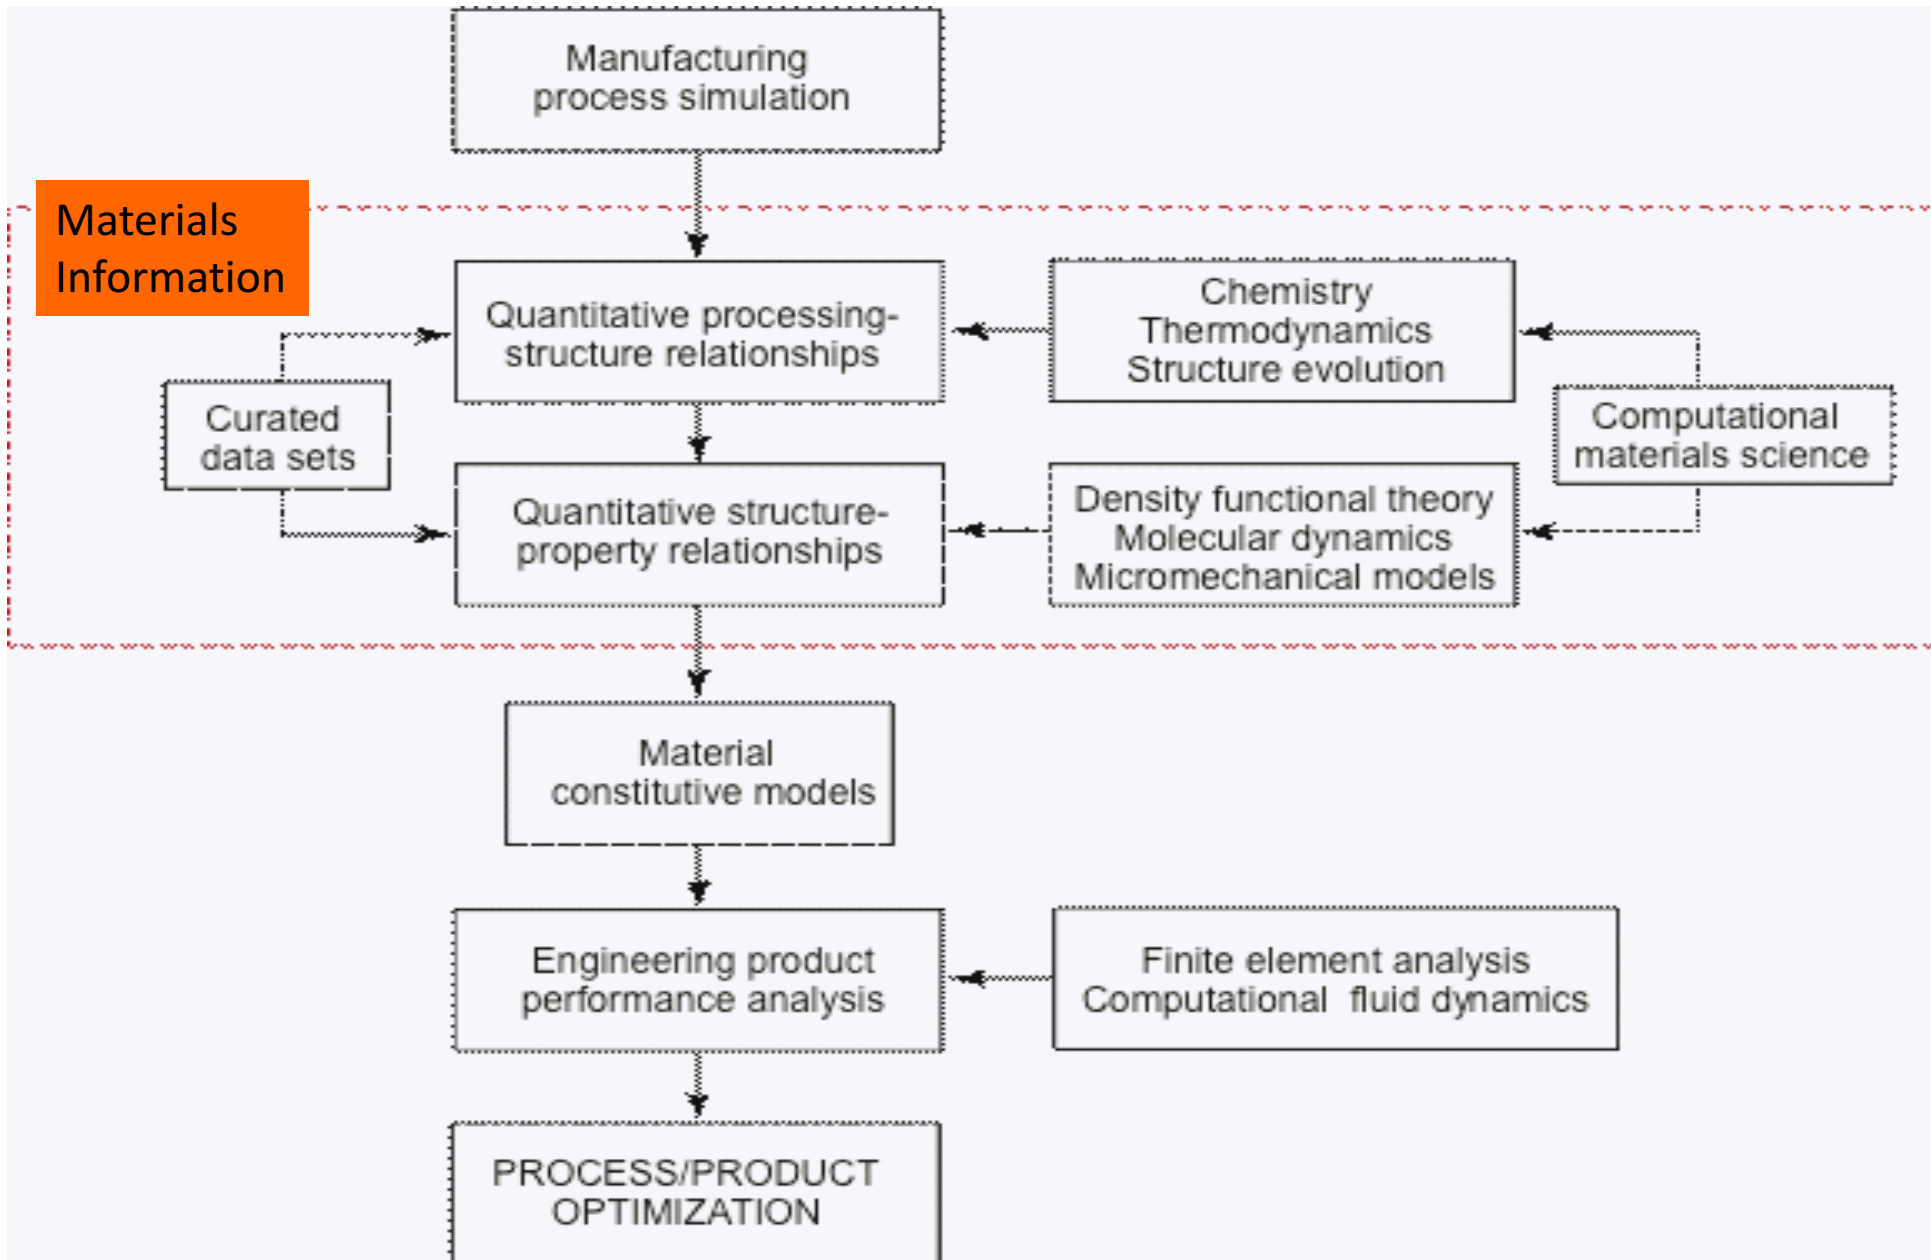 Manufacturing
process simulation
Materials
Information
Quantitative processing-
structure relationships
Chemistry
Thermodynamics
Structure evolution
Curated
data sets
Computational
materials science
Quantitative structure-
property relationships
Density functional theory
Molecular dynamics
Micromechanical models
Material
constitutive models
Engineering product
performance analysis
Finite element analysis
Computational fluid dynamics
PROCESS/PRODUCT
OPTIMIZATION